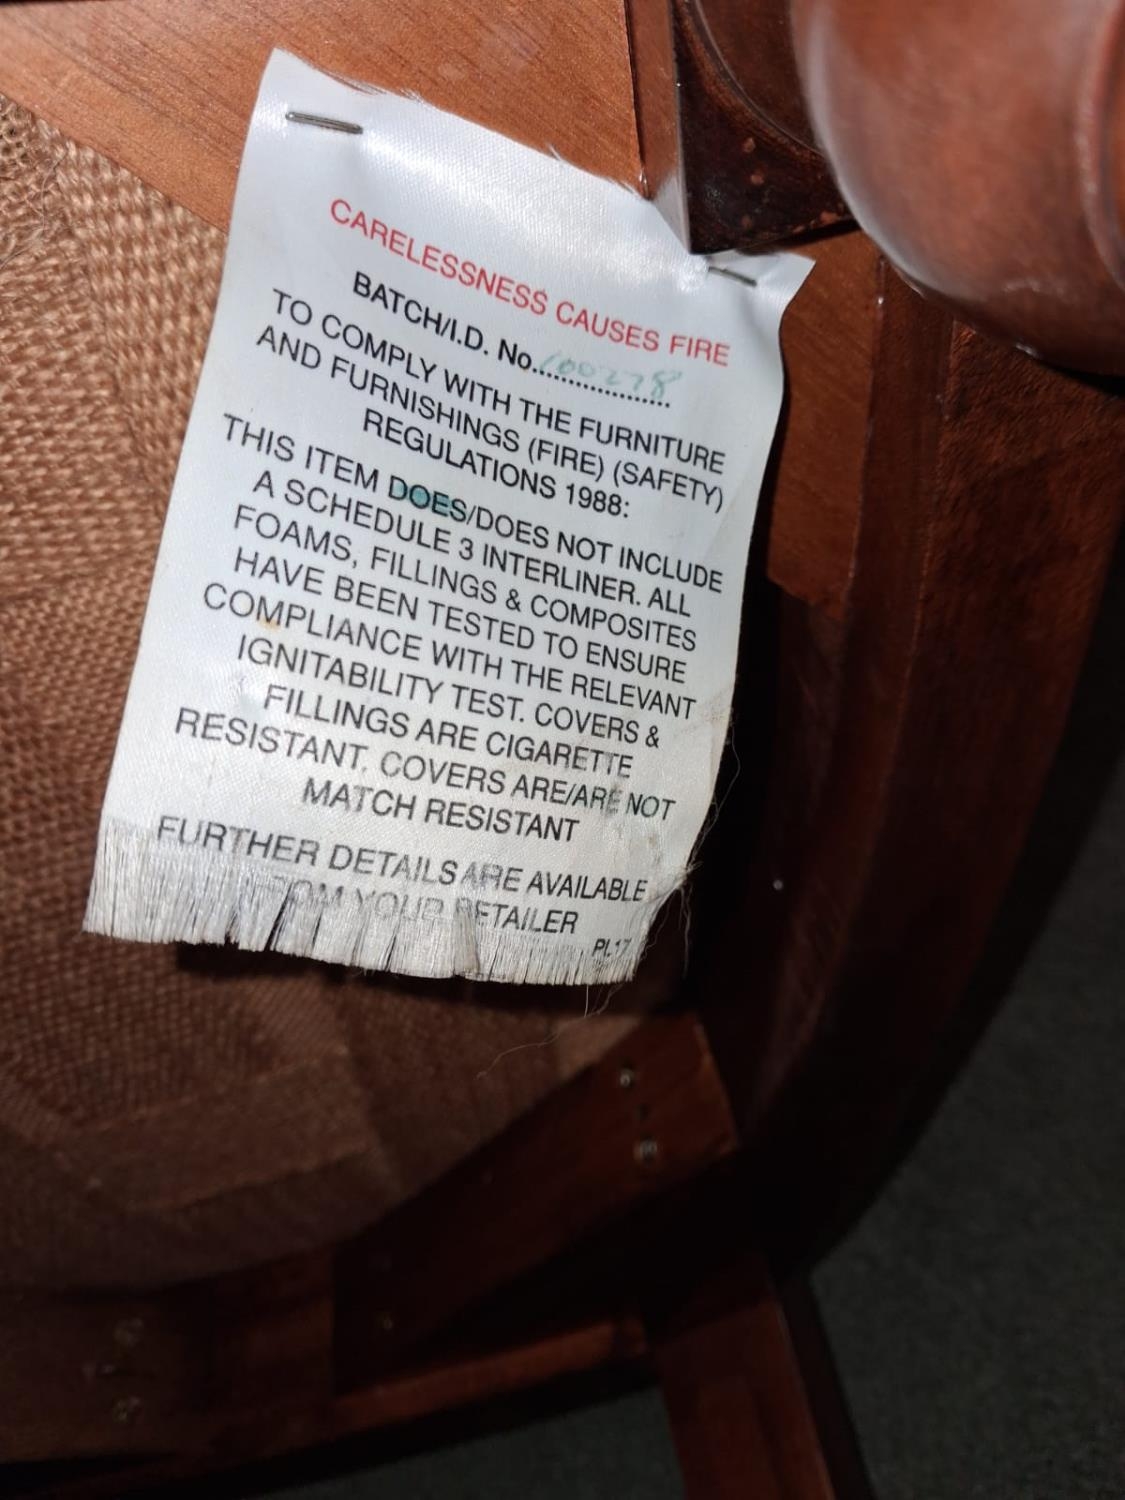 CARELESSNESS CAUSES FIRE
BATCH/I.D. No. 100278
TO COMPLY WITH THE FURNITURE
AND FURNISHINGS (FIRE) (SAFETY)
REGULATIONS 1988:
THIS ITEM DOES/DOES NOT INCLUDE
A SCHEDULE 3 INTERLINER. ALL
FOAMS, FILLINGS & COMPOSITES
HAVE BEEN TESTED TO ENSURE
COMPLIANCE WITH THE RELEVANT
IGNITABILITY TEST. COVERS &
FILLINGS ARE CIGARETTE
RESISTANT. COVERS ARE/ARE NOT
MATCH RESISTANT
FURTHER DETAILS ARE AVAILABLE
FROM YOUR RETAILER
PL17